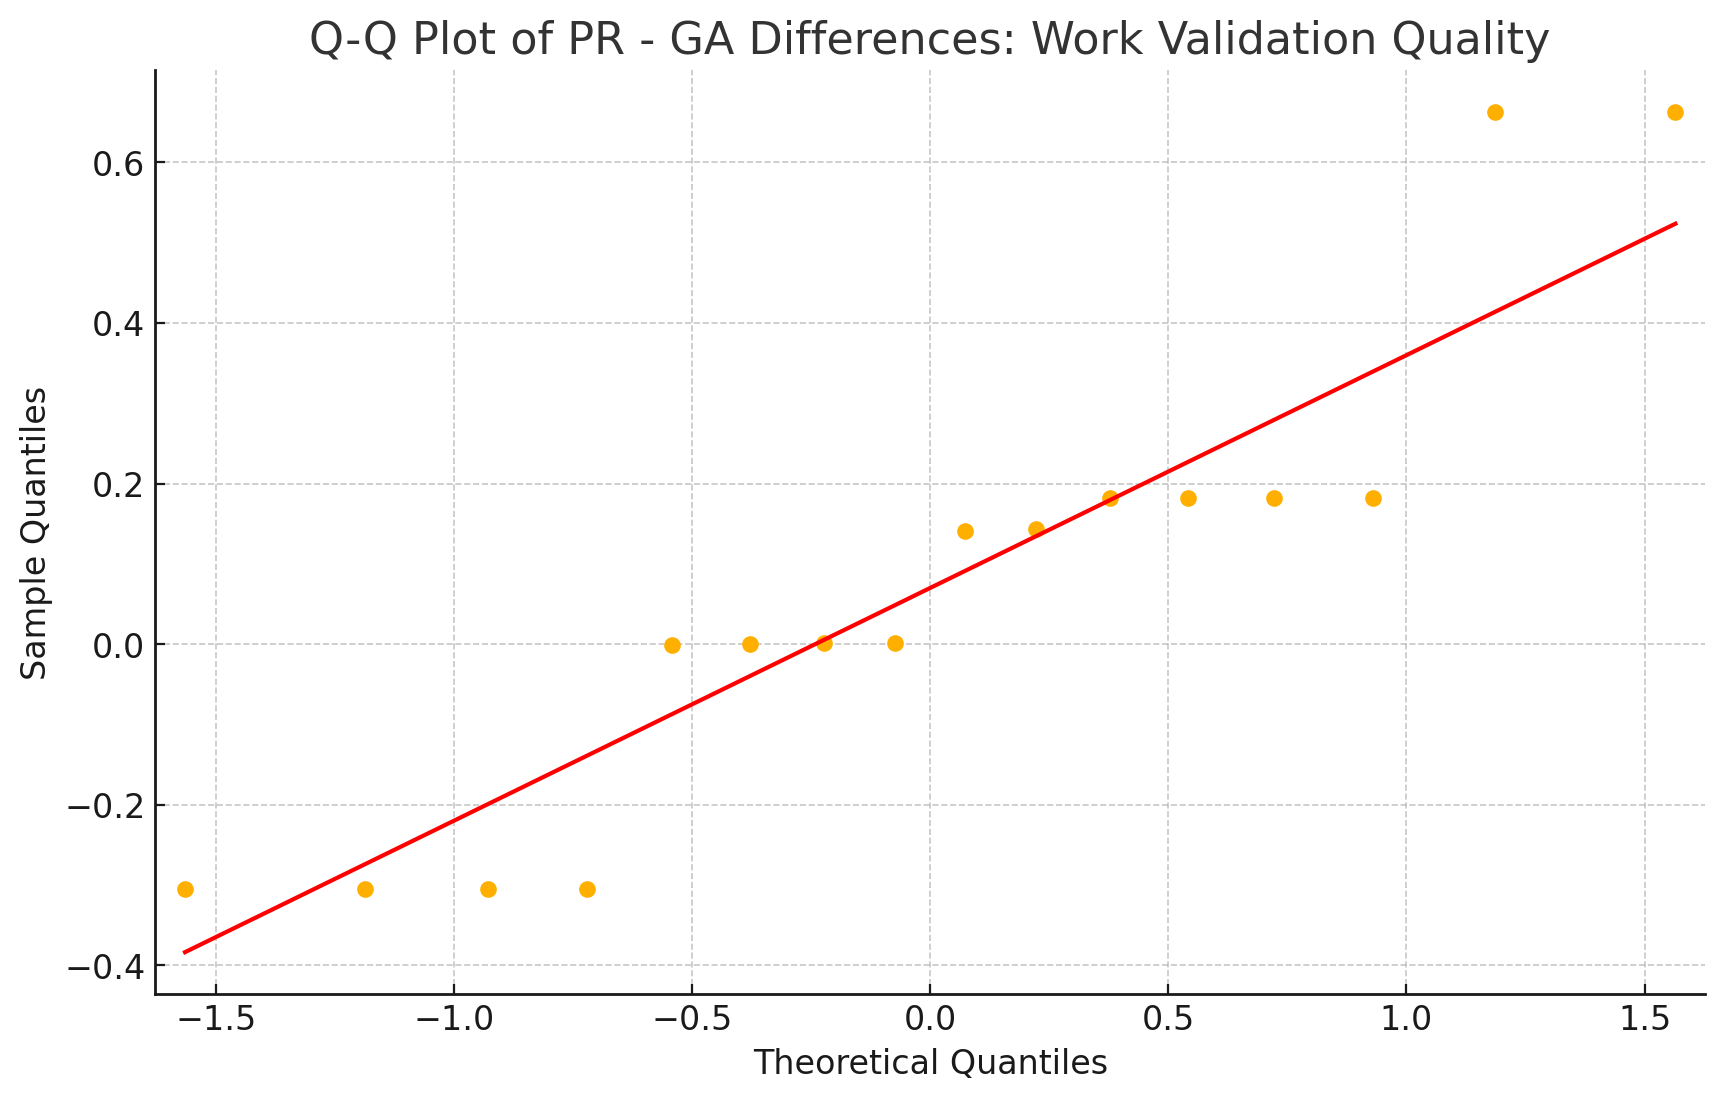 Q-Q Plot of PR - GA Differences: Work Validation Quality
0.6
0.4
0.2
0.0
−0.2
−0.4
Sample Quantiles
−1.5 −1.0 −0.5 0.0 0.5 1.0 1.5
Theoretical Quantiles